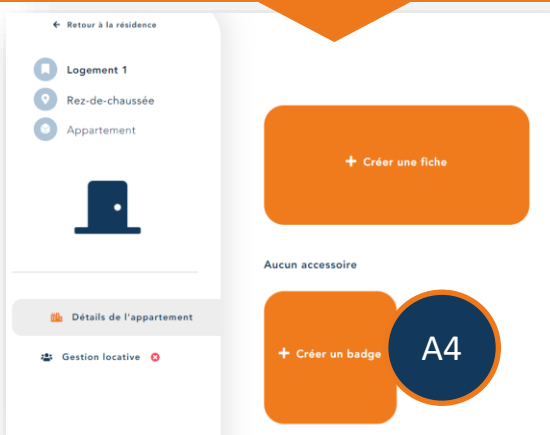 ← Retour à la résidence
Logement 1
Rez-de-chaussée
Appartement
+ Créer une fiche
Aucun accessoire
Détails de l'appartement
+ Créer un badge
A4
Gestion locative